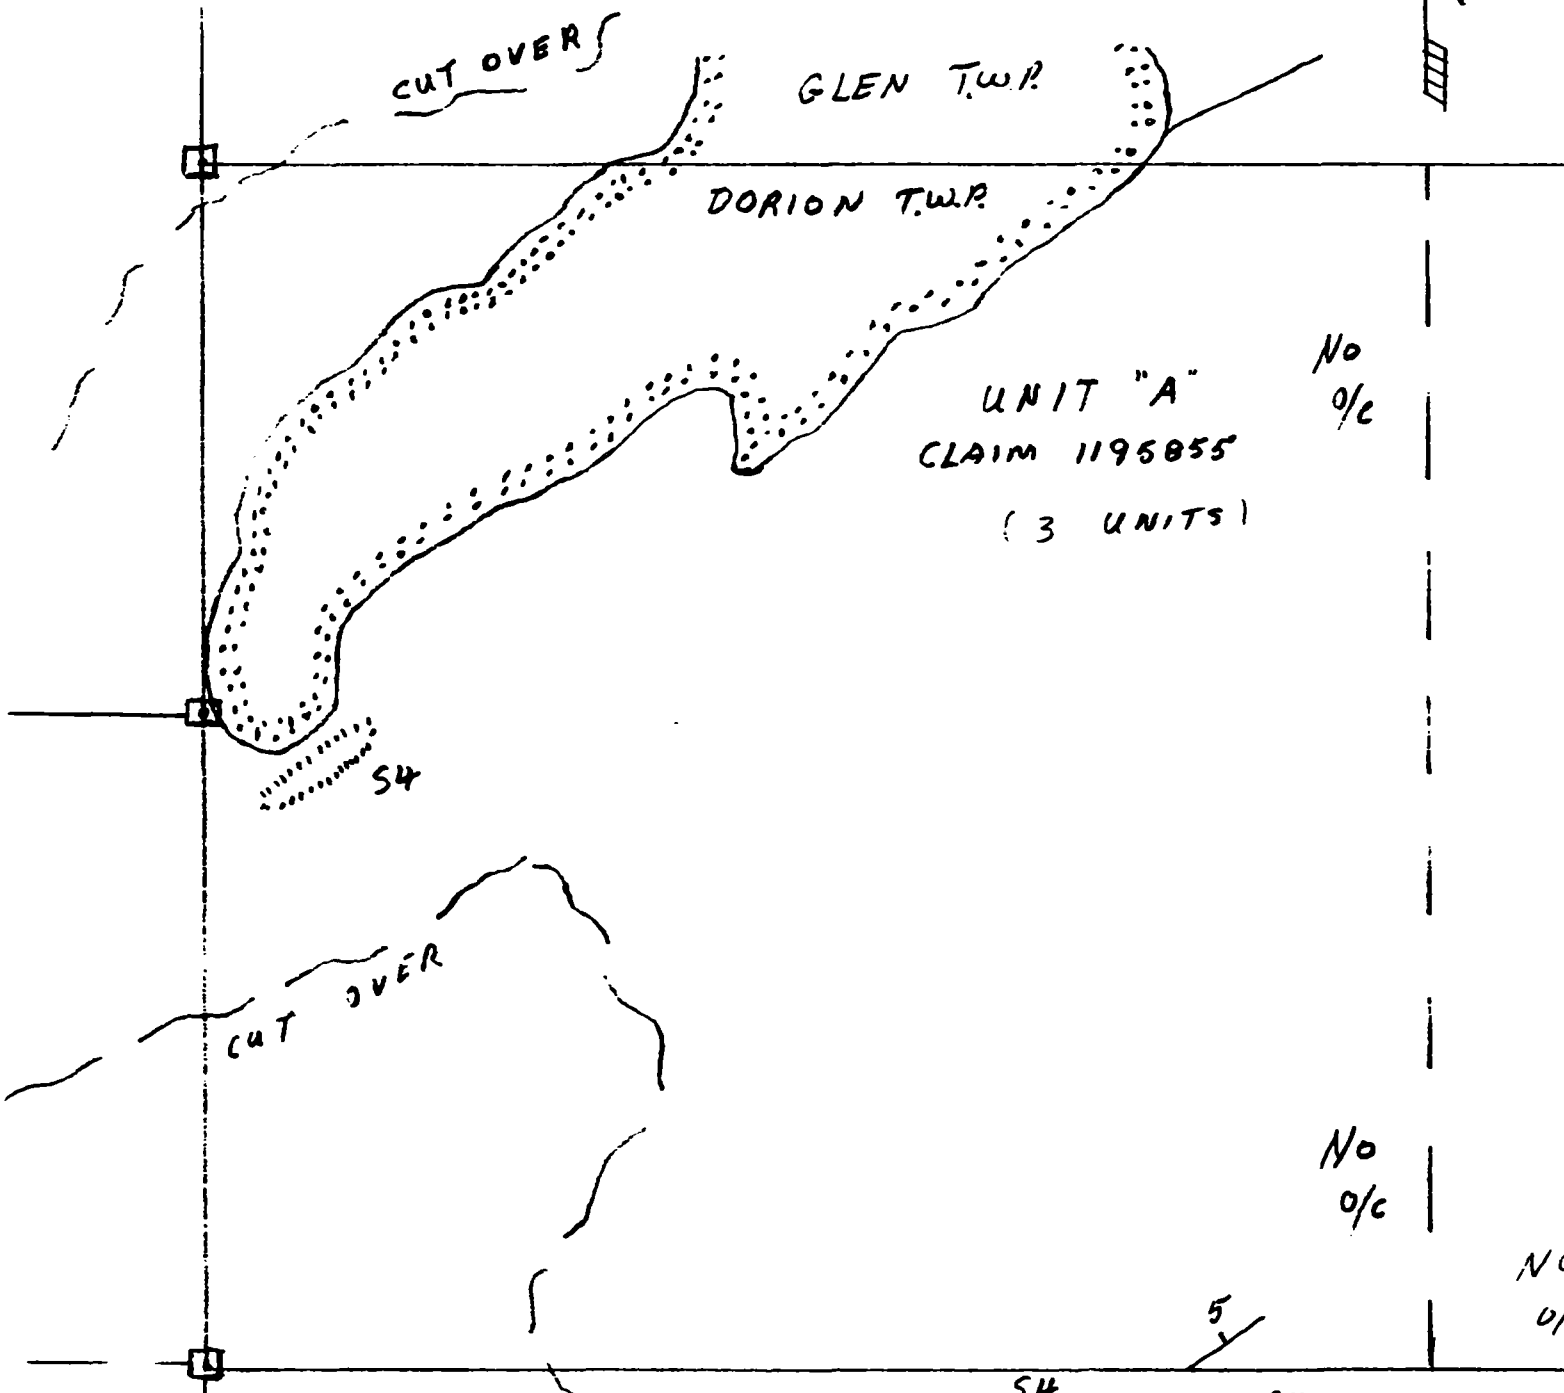 CUT OVER
GLEN T.W.P.
DORION T.W.P.
No
o/c
UNIT "A"
CLAIM 1195855
(3 UNITS)
S4
CUT OVER
No
o/c
5
S4